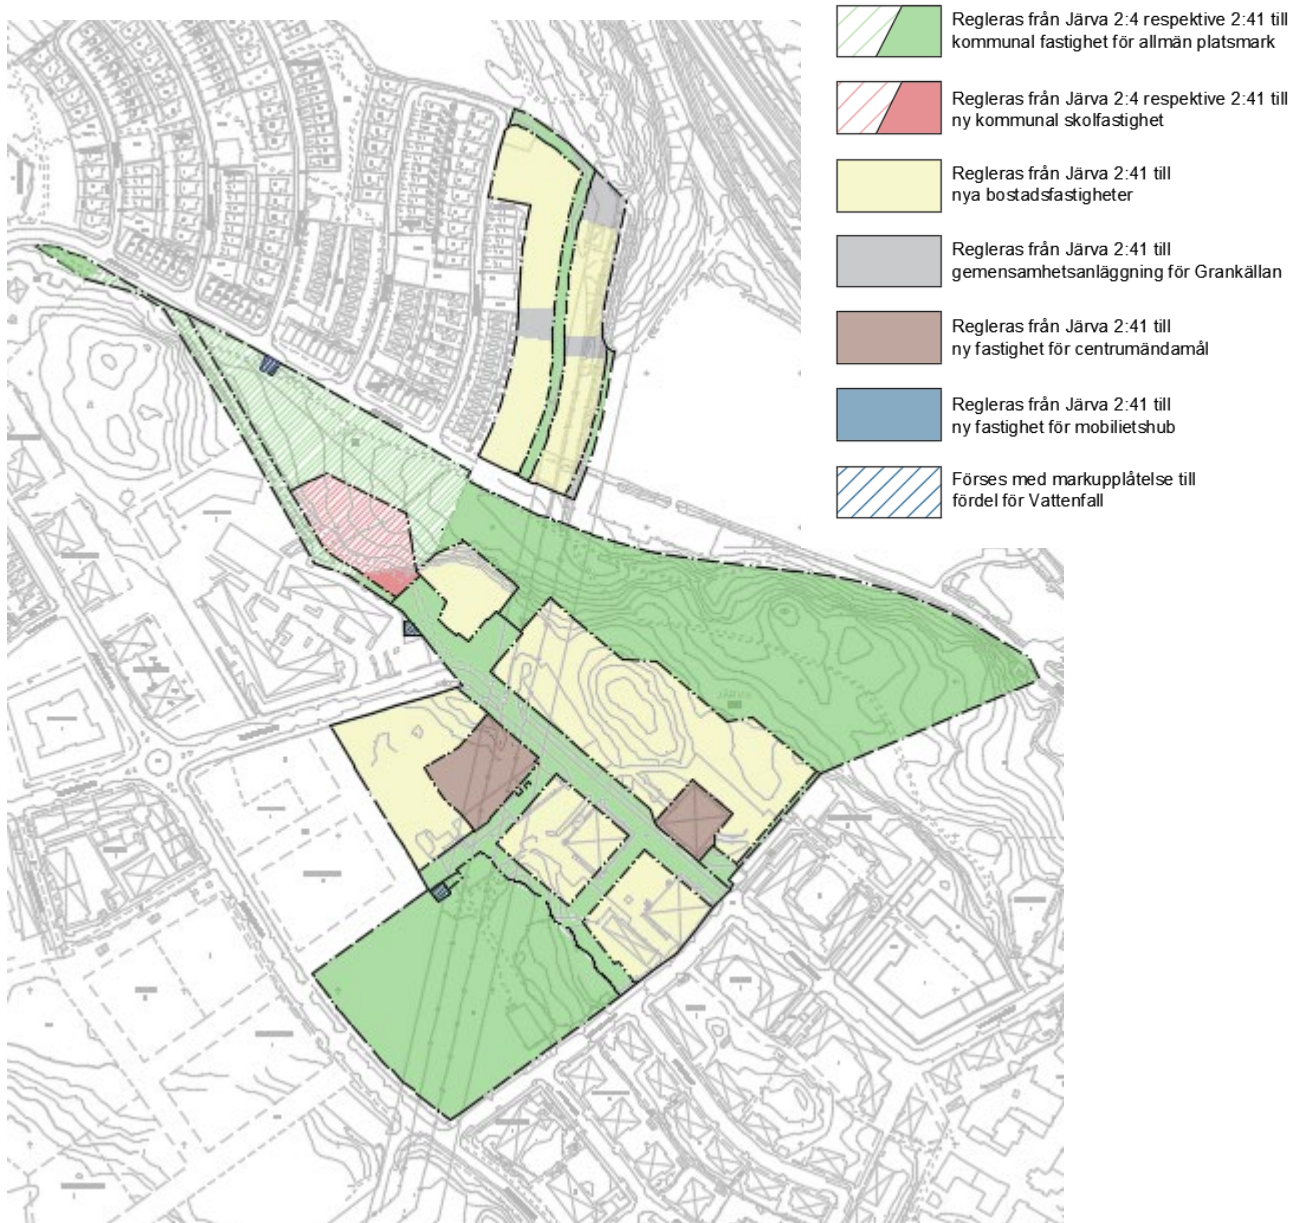 Regleras från Järva 2:4 respektive 2:41 till
kommunal fastighet för allmän platsmark
Regleras från Järva 2:4 respektive 2:41 till
ny kommunal skolfastighet
Regleras från Järva 2:41 till
nya bostadsfastigheter
Regleras från Järva 2:41 till
gemensamhetsanläggning för Grankällan
Regleras från Järva 2:41 till
ny fastighet för centrumändamål
Regleras från Järva 2:41 till
ny fastighet för mobilietshub
Förses med markupplåtelse till
fördel för Vattenfall